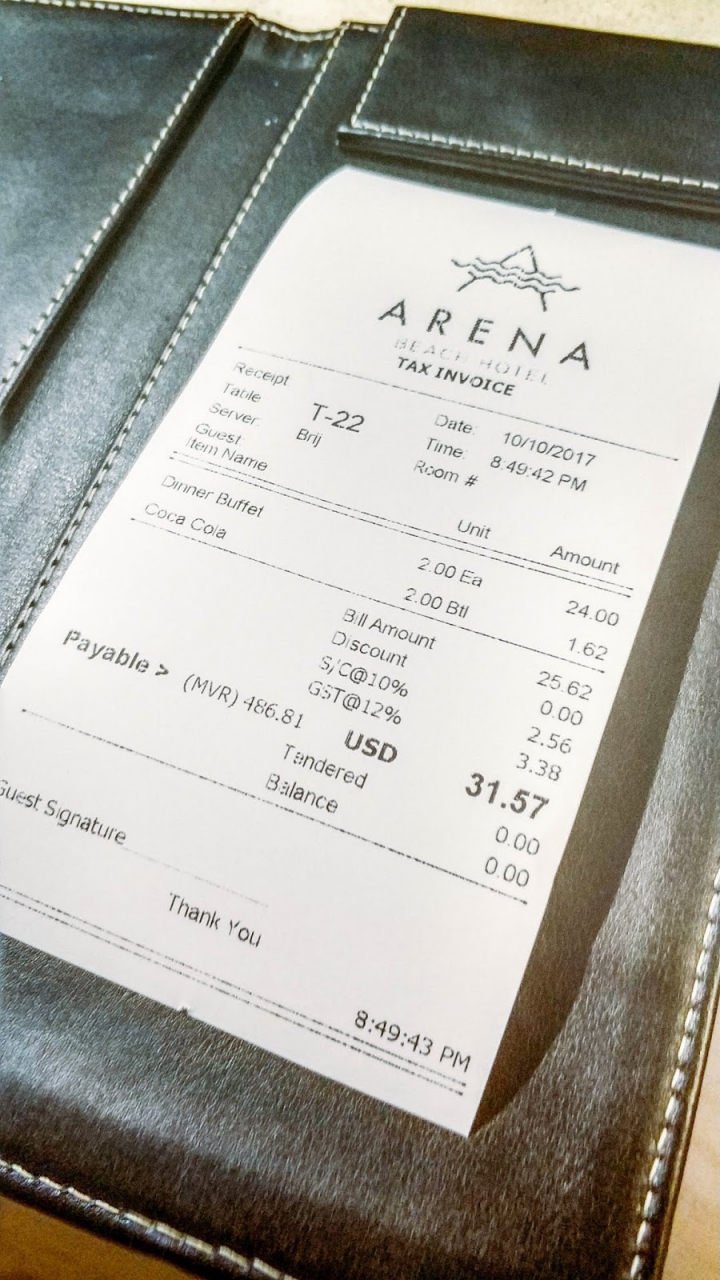 ARENA
BEACH HOTEL
TAX INVOICE
Receipt
Table T-22 Date: 10/10/2017
Server: Brij Time: 8:49:42 PM
Guest: Room #
Item Name Unit Amount
Dinner Buffet 2.00 Ea 24.00
Coca Cola 2.00 Btl 1.62
Bill Amount 25.62
Discount 0.00
S/C@10% 2.56
GST@12% 3.38
Payable > (MVR) 486.81 USD 31.57
Tendered 0.00
Balance 0.00
Guest Signature
Thank You
8:49:43 PM